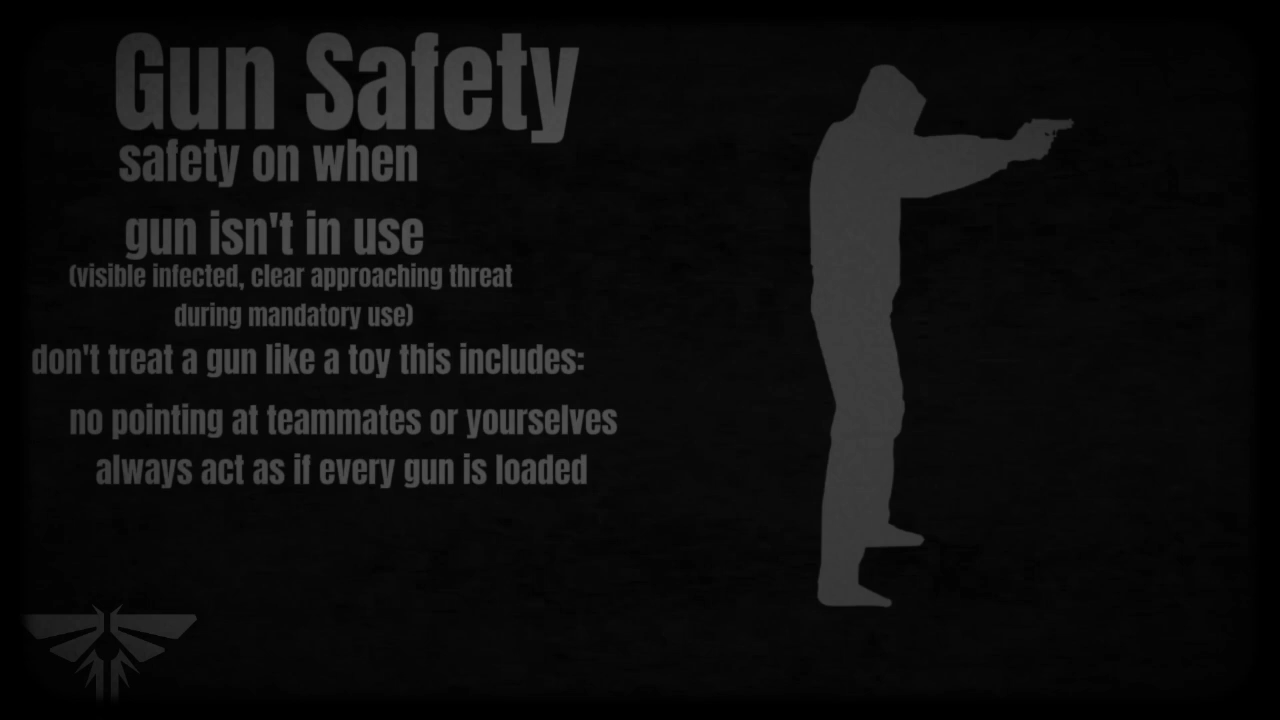 Gun Safety
safety on when
gun isn't in use
(visible infected, clear approaching threat
during mandatory use)
don't treat a gun like a toy this includes:
no pointing at teammates or yourselves
always act as if every gun is loaded